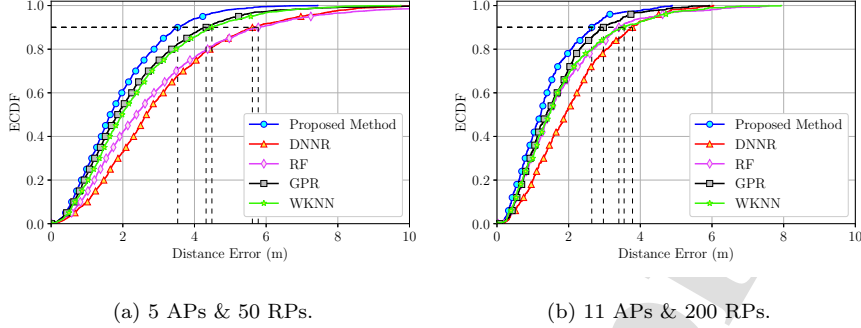 1.0
0.8
0.6
0.4
0.2
0.0
ECDF
0 2 4 6 8 10
Distance Error (m)
Proposed Method
DNNR
RF
GPR
WKNN
(a) 5 APs & 50 RPs.
1.0
0.8
0.6
0.4
0.2
0.0
ECDF
0 2 4 6 8 10
Distance Error (m)
Proposed Method
DNNR
RF
GPR
WKNN
(b) 11 APs & 200 RPs.